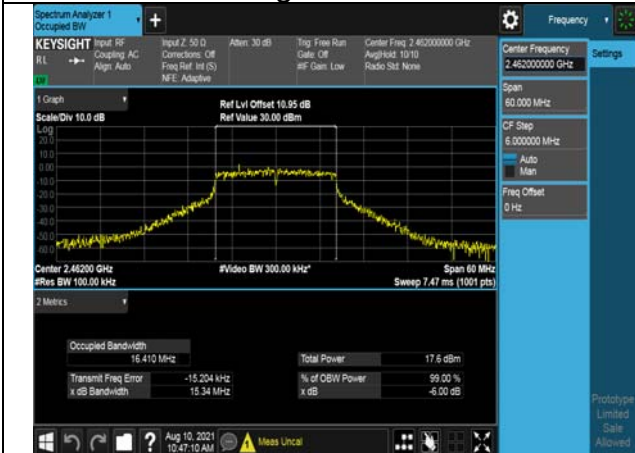 Spectrum Analyzer 1
Occupied BW
Frequency
KEYSIGHT
RL
Input: RF
Coupling: AC
Align: Auto
Input Z: 50 Ω
Corrections: Off
Freq Ref: Int (S)
NFE: Adaptive
Atten: 30 dB
Trig: Free Run
Gate: Off
#IF Gain: Low
Center Freq: 2.462000000 GHz
Avg|Hold: 10/10
Radio Std: None
Center Frequency
2.462000000 GHz
Settings
Span
60.000 MHz
CF Step
6.000000 MHz
Auto
Man
Freq Offset
0 Hz
1 Graph
Scale/Div 10.0 dB
Ref Lvl Offset 10.95 dB
Ref Value 30.00 dBm
Log
20.0
10.0
0.00
-10.0
-20.0
-30.0
-40.0
-50.0
-60.0
Center 2.46200 GHz
#Res BW 100.00 kHz
#Video BW 300.00 kHz*
Span 60 MHz
Sweep 7.47 ms (1001 pts)
2 Metrics
Occupied Bandwidth
16.410 MHz
Total Power 17.6 dBm
Transmit Freq Error -15.204 kHz
% of OBW Power 99.00 %
x dB Bandwidth 15.34 MHz
x dB -6.00 dB
Prototype
Limited
Sale
Allowed
? Aug 10, 2021
10:47:10 AM
Meas Uncal